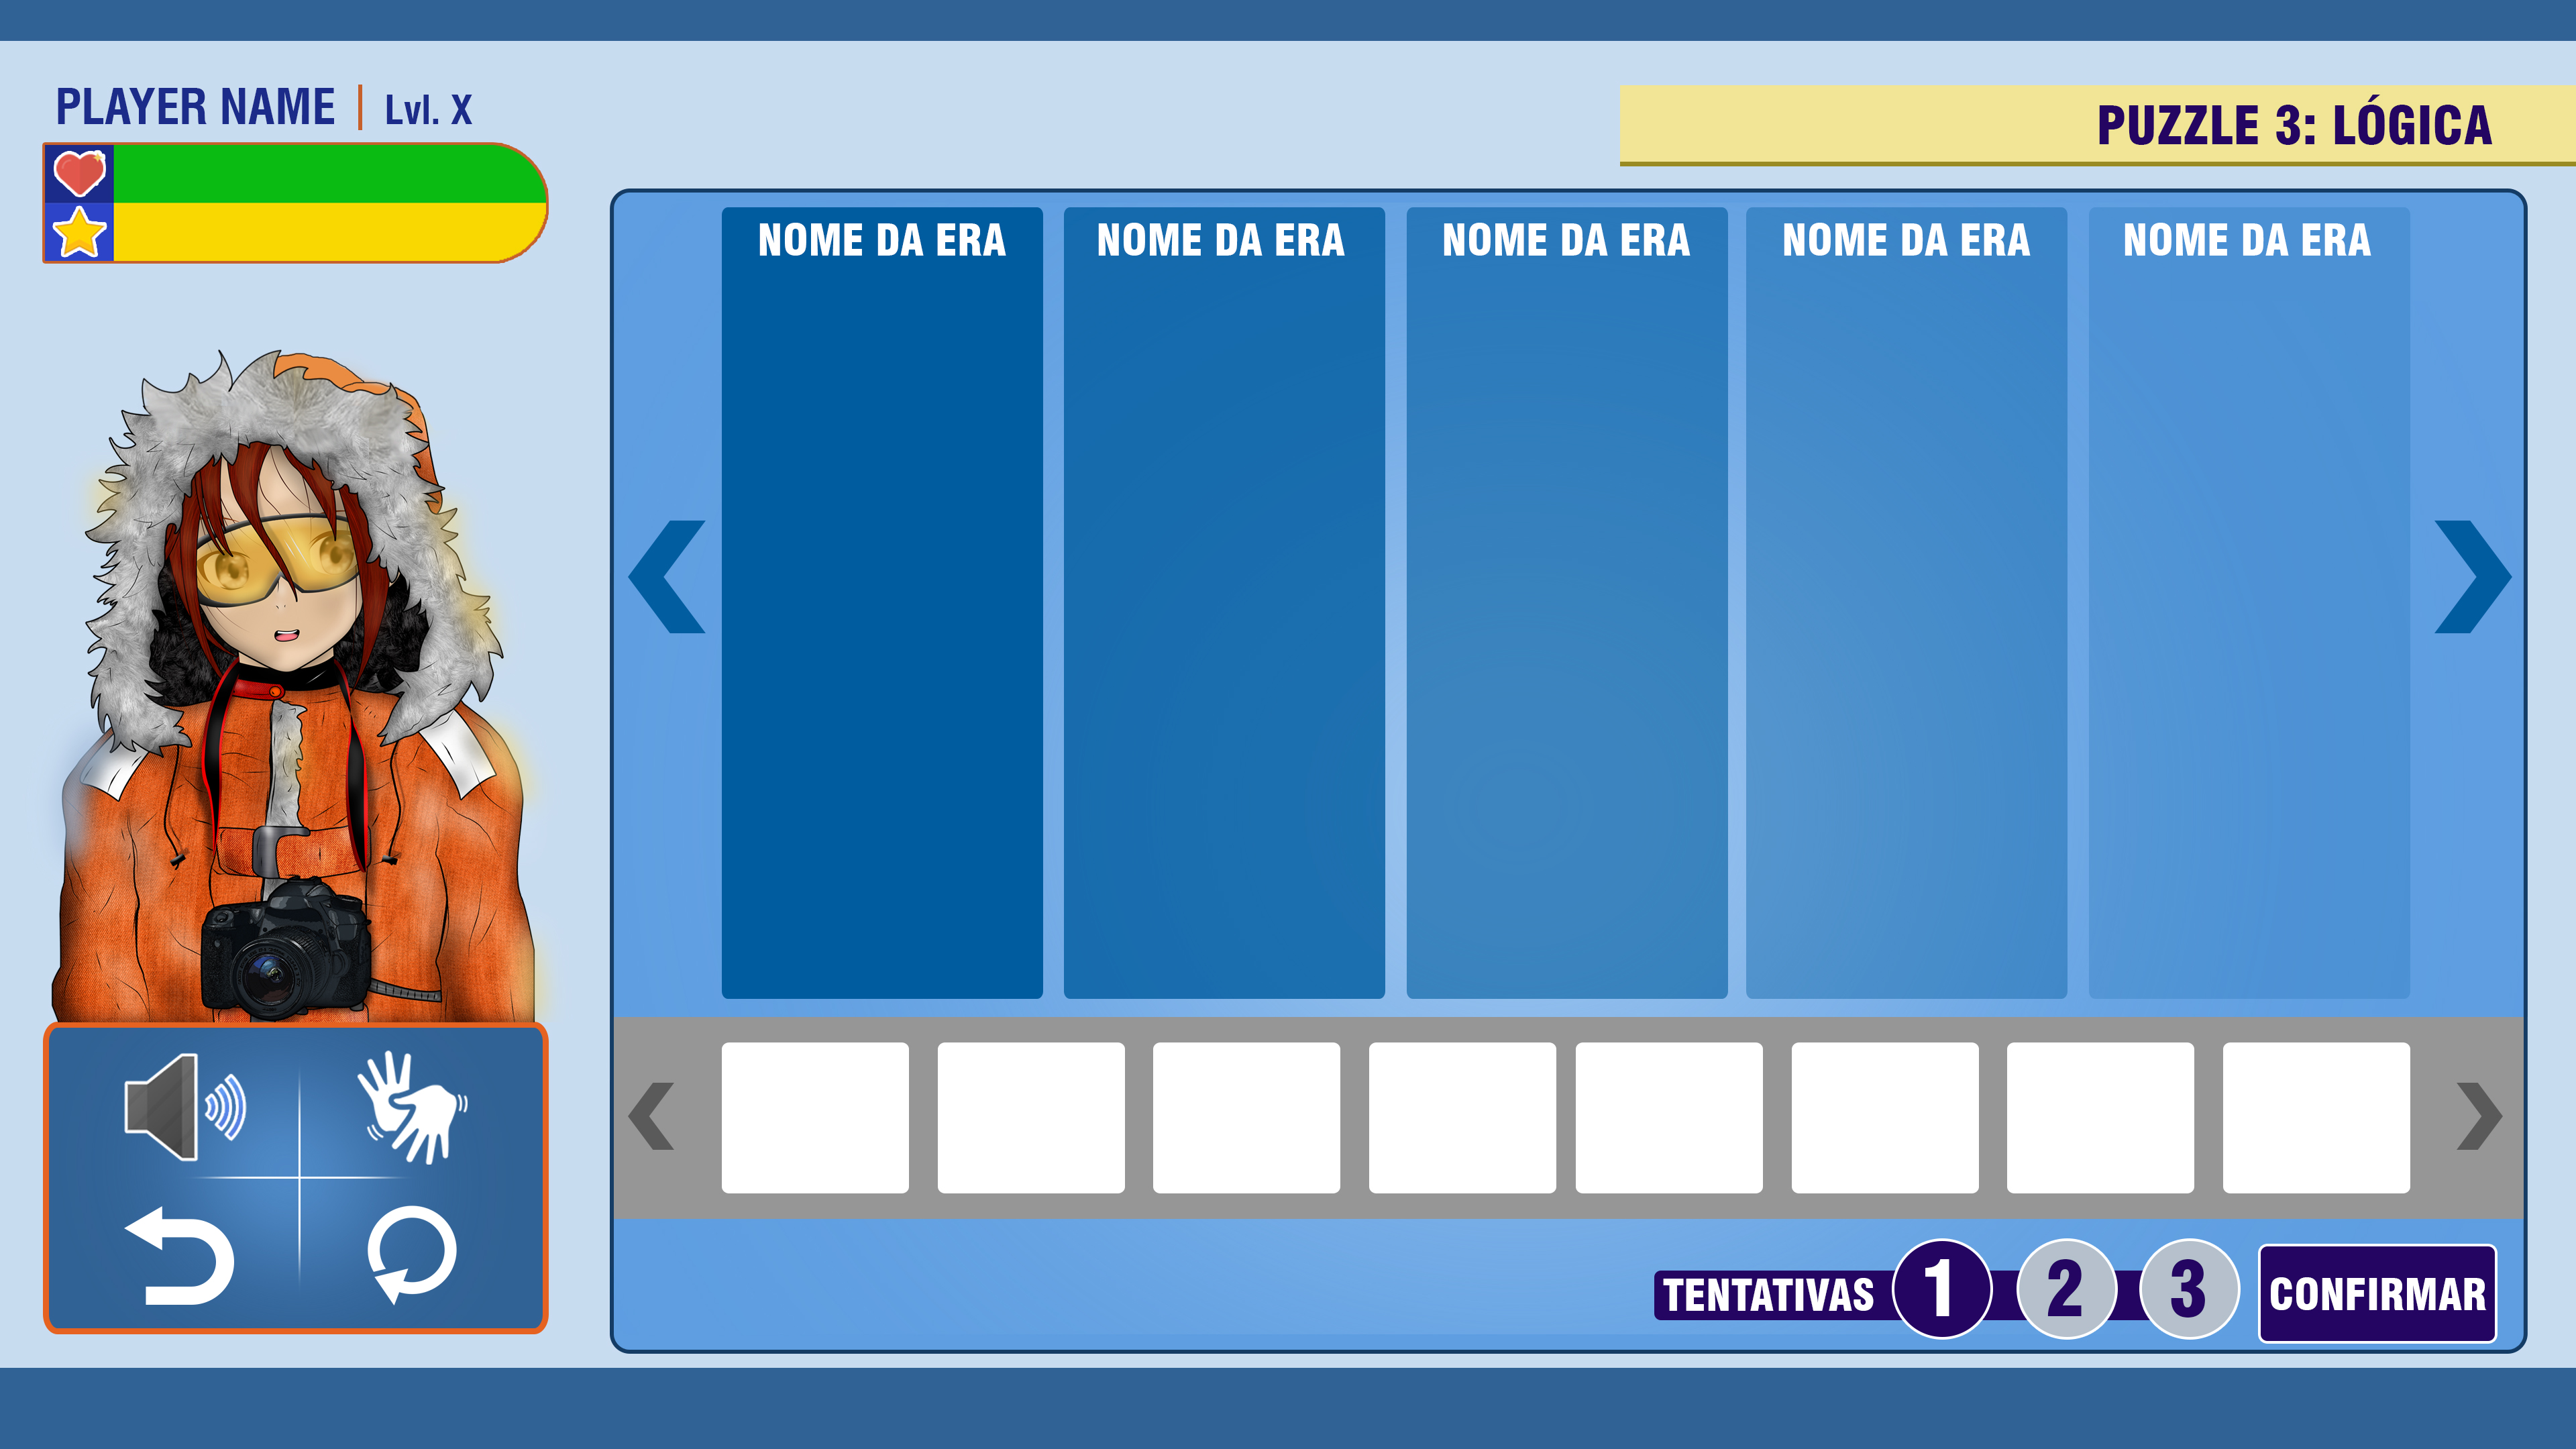 PLAYER NAME | Lvl. X
PUZZLE 3: LÓGICA
NOME DA ERA
NOME DA ERA
NOME DA ERA
NOME DA ERA
NOME DA ERA
TENTATIVAS 1 2 3 CONFIRMAR